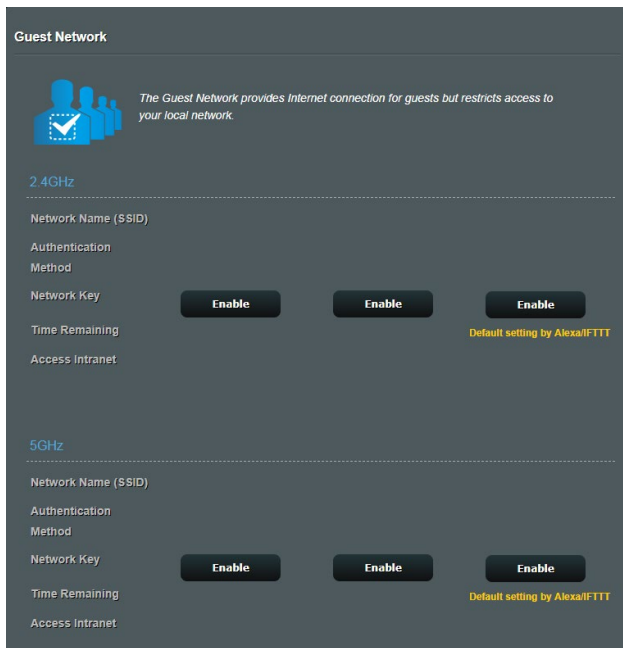 Guest Network
The Guest Network provides Internet connection for guests but restricts access to
your local network.
2.4GHz
Network Name (SSID)
Authentication
Method
Network Key
Enable Enable Enable
Time Remaining
Default setting by Alexa/IFTTT
Access Intranet
5GHz
Network Name (SSID)
Authentication
Method
Network Key
Enable Enable Enable
Time Remaining
Default setting by Alexa/IFTTT
Access Intranet